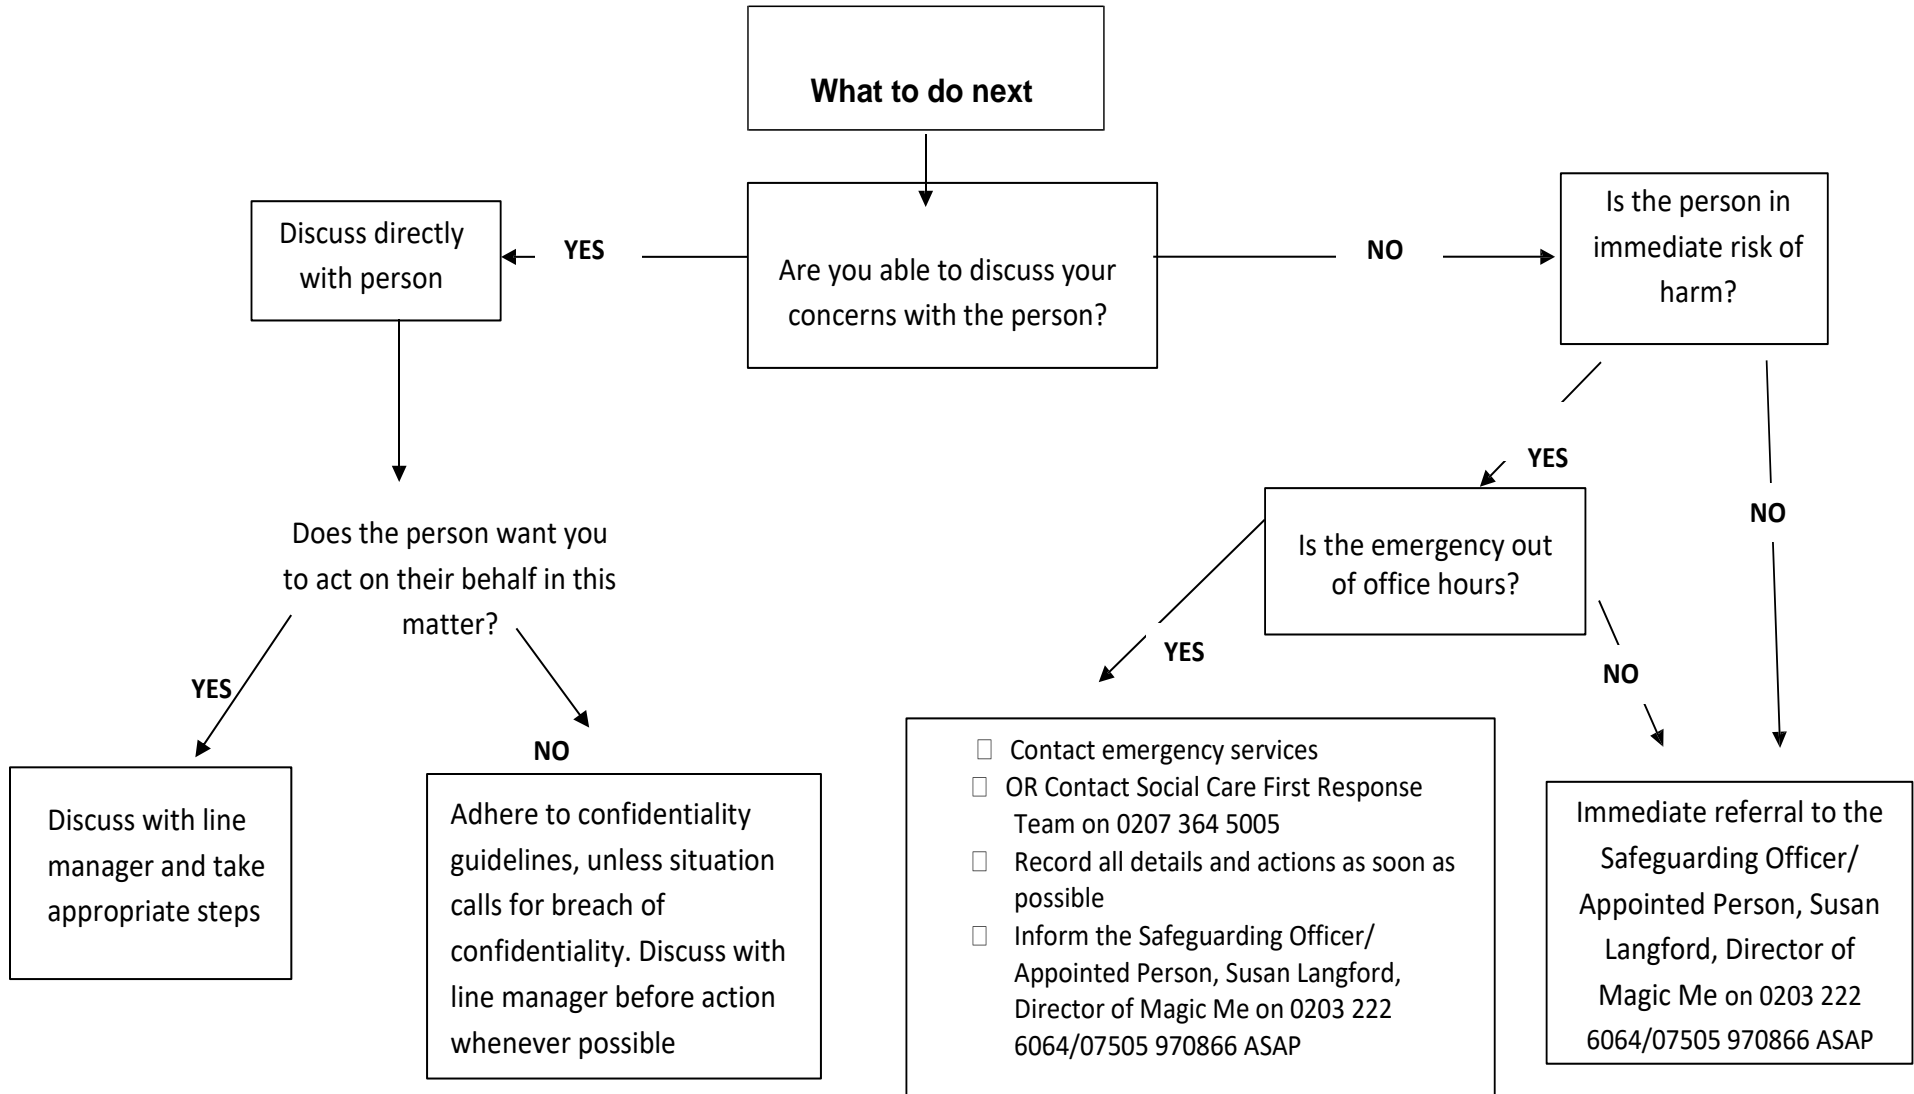 What to do next
Discuss directly
with person
YES
Are you able to discuss your
concerns with the person?
NO
Is the person in
immediate risk of
harm?
YES
NO
Does the person want you
to act on their behalf in this
matter?
Is the emergency out
of office hours?
YES
NO
YES
NO
Discuss with line
manager and take
appropriate steps
Adhere to confidentiality
guidelines, unless situation
calls for breach of
confidentiality. Discuss with
line manager before action
whenever possible
Contact emergency services
OR Contact Social Care First Response
Team on 0207 364 5005
Record all details and actions as soon as
possible
Inform the Safeguarding Officer/
Appointed Person, Susan Langford,
Director of Magic Me on 0203 222
6064/07505 970866 ASAP
Immediate referral to the
Safeguarding Officer/
Appointed Person, Susan
Langford, Director of
Magic Me on 0203 222
6064/07505 970866 ASAP